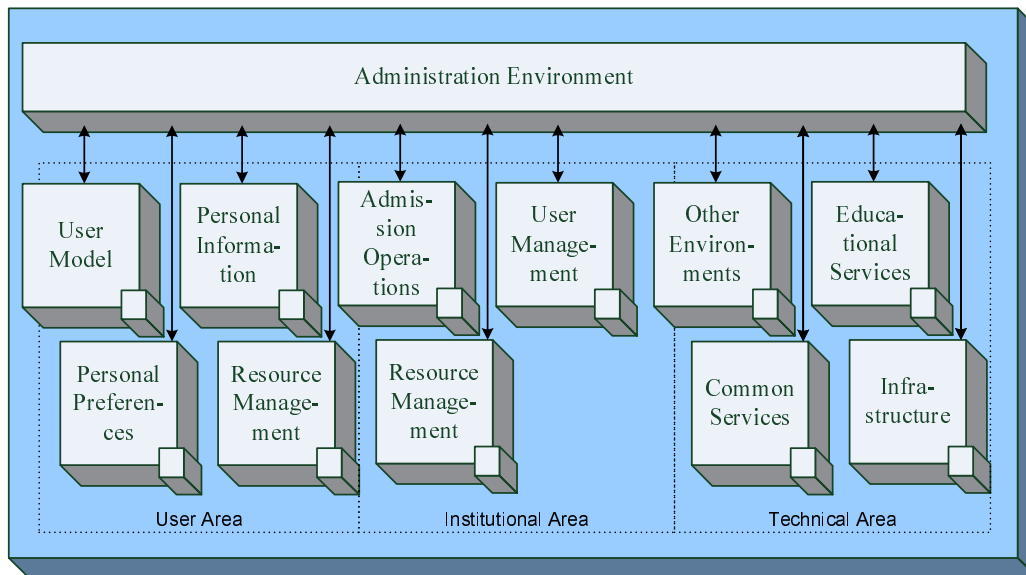 Administration Environment
User
Model
Personal
Informa-
tion
Admis-
sion
Opera-
tions
User
Manage-
ment
Other
Environ-
ments
Educa-
tional
Services
Personal
Preferen-
ces
Resource
Manage-
ment
Resource
Manage-
ment
Common
Services
Infra-
structure
User Area
Institutional Area
Technical Area